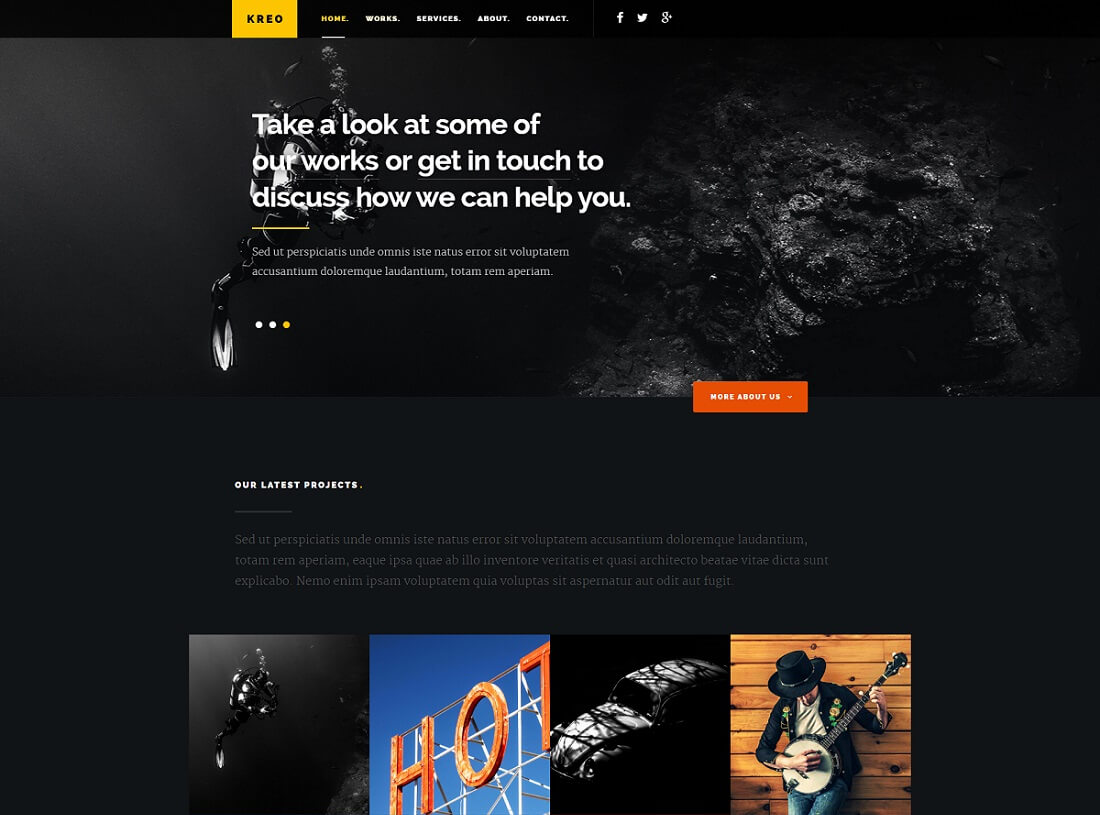 KREO
HOME. WORKS. SERVICES. ABOUT. CONTACT.
Take a look at some of
our works or get in touch to
discuss how we can help you.
Sed ut perspiciatis unde omnis iste natus error sit voluptatem
accusantium doloremque laudantium, totam rem aperiam.
MORE ABOUT US
OUR LATEST PROJECTS.
Sed ut perspiciatis unde omnis iste natus error sit voluptatem accusantium doloremque laudantium,
totam rem aperiam, eaque ipsa quae ab illo inventore veritatis et quasi architecto beatae vitae dicta sunt
explicabo. Nemo enim ipsam voluptatem quia voluptas sit aspernatur aut odit aut fugit.
HOT